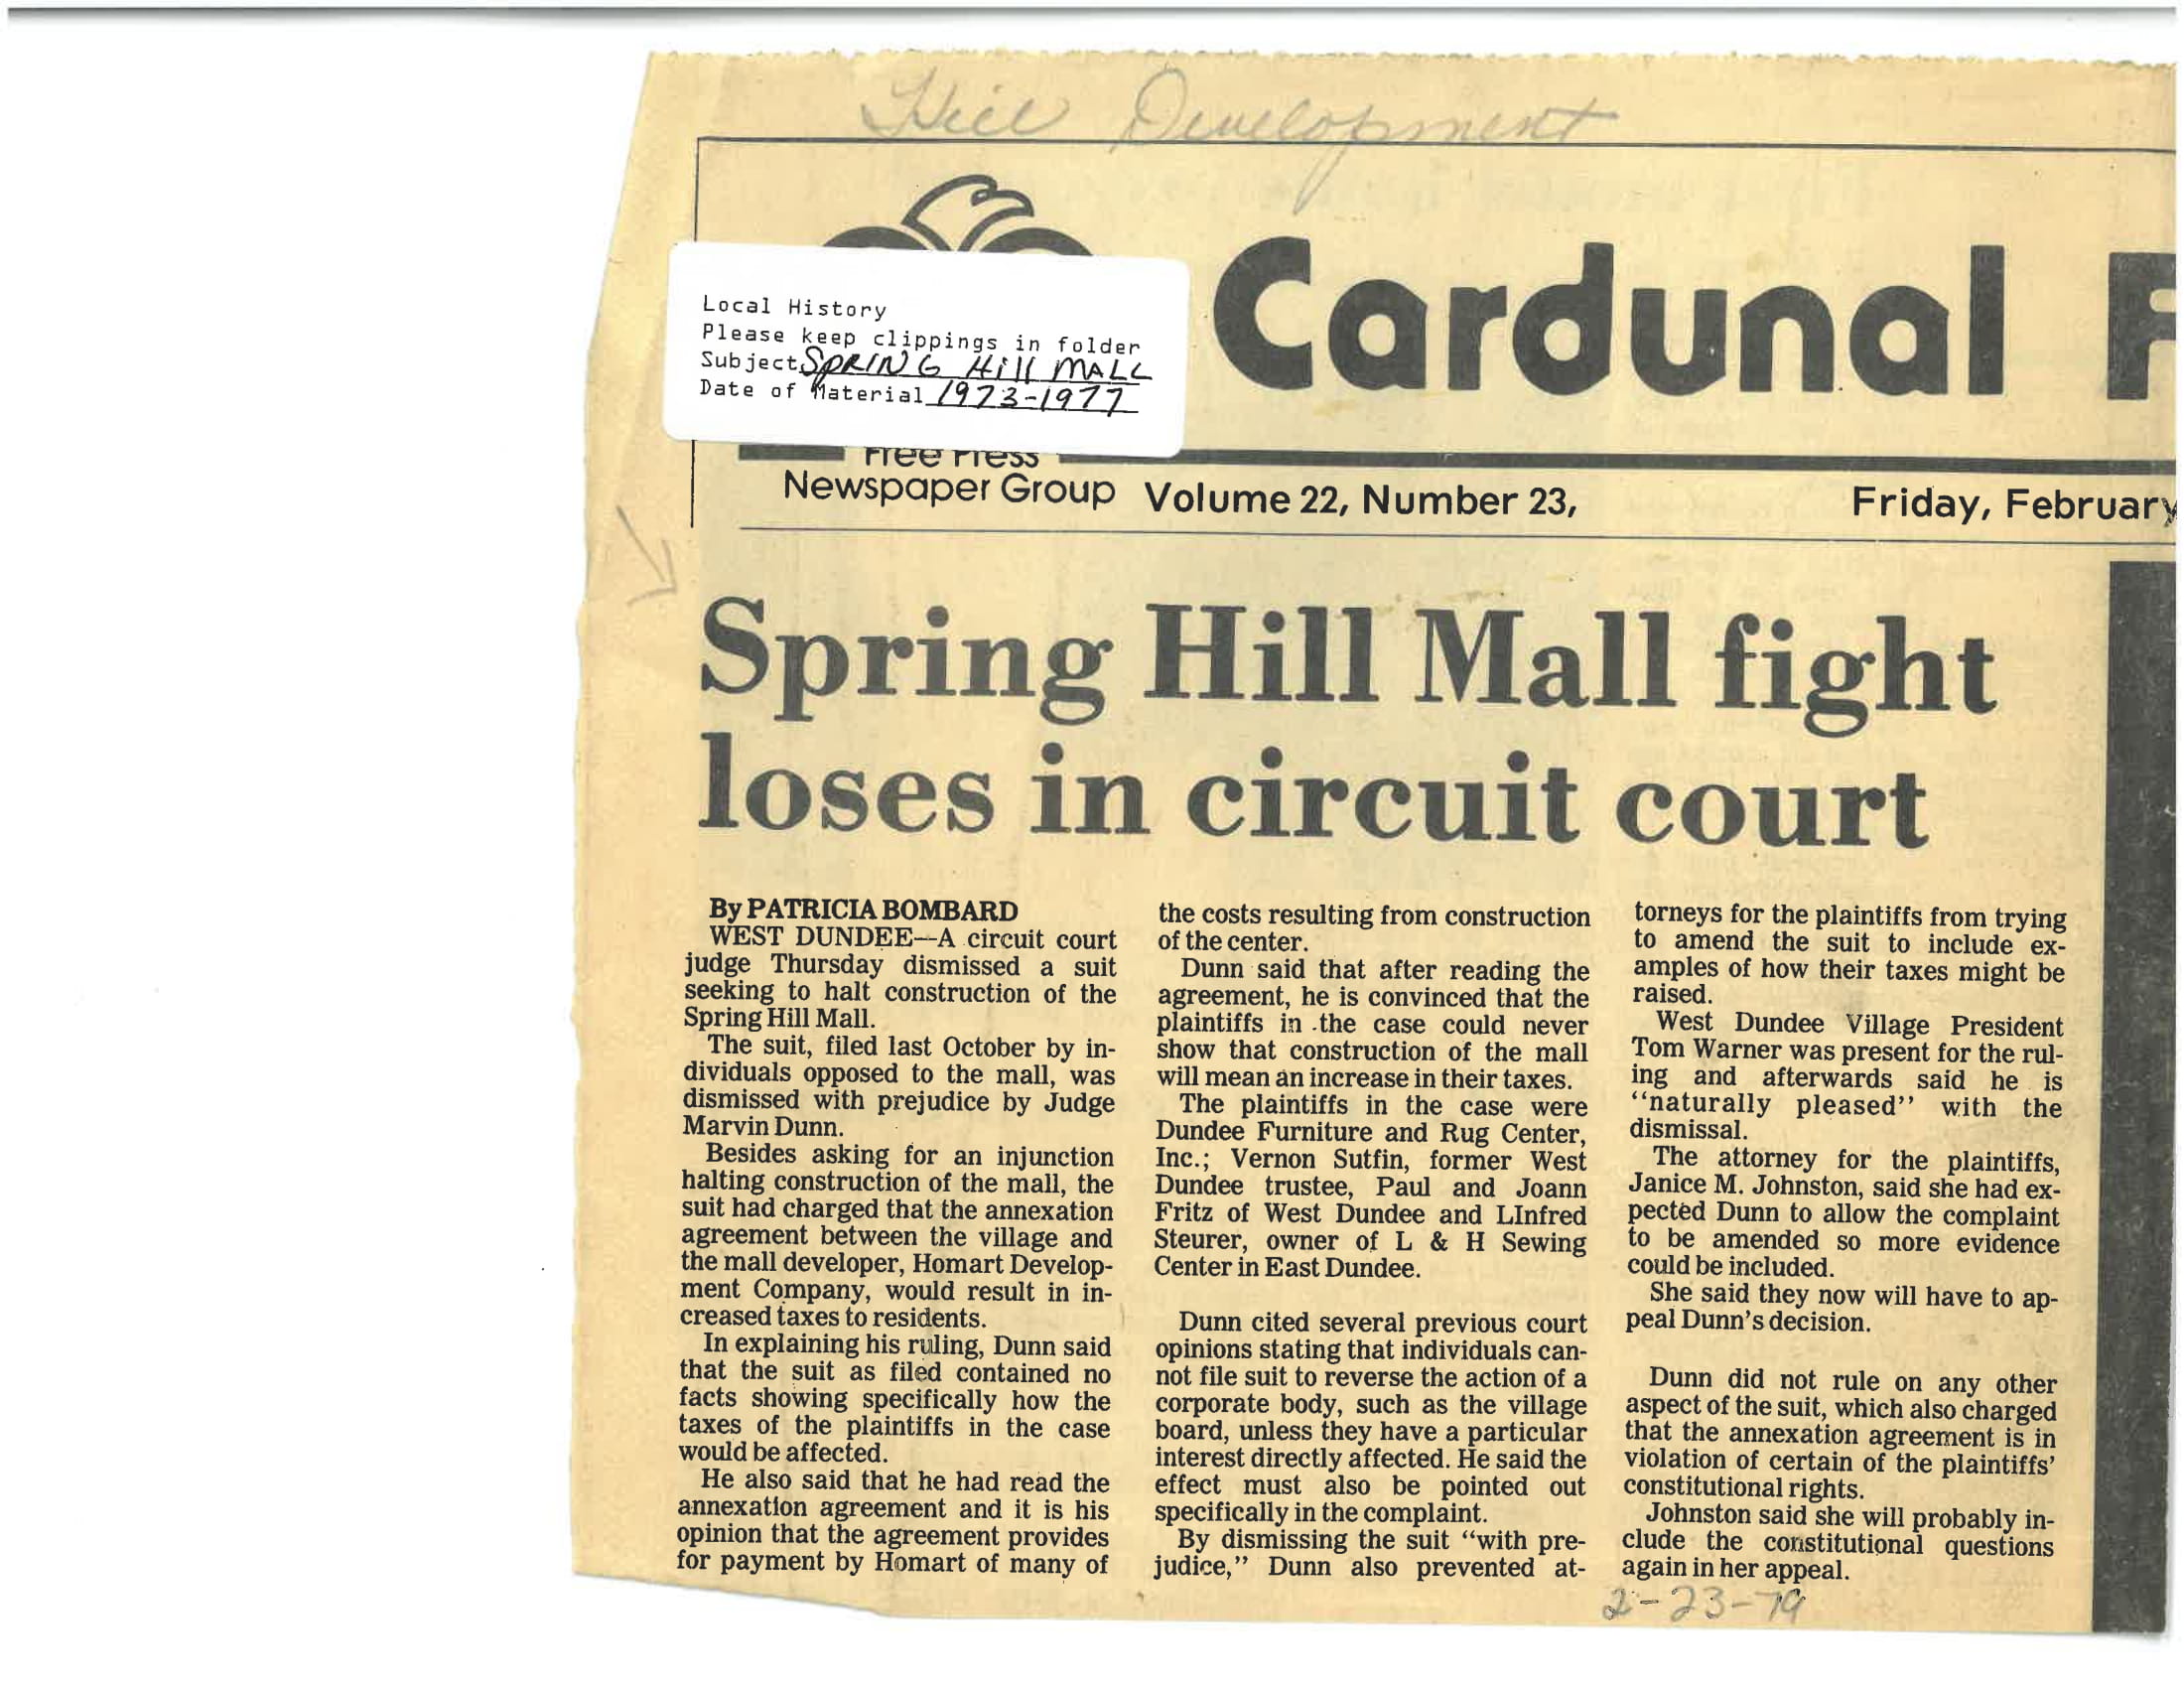 Hill Development
Cardunal F
Local History
Please keep clippings in folder
Subject SPRING Hill MALL
Date of Material 1973-1977
Free Press
Newspaper Group Volume 22, Number 23, Friday, February
Spring Hill Mall fight
loses in circuit court
By PATRICIA BOMBARD
WEST DUNDEE—A circuit court
judge Thursday dismissed a suit
seeking to halt construction of the
Spring Hill Mall.
The suit, filed last October by in-
dividuals opposed to the mall, was
dismissed with prejudice by Judge
Marvin Dunn.
Besides asking for an injunction
halting construction of the mall, the
suit had charged that the annexation
agreement between the village and
the mall developer, Homart Develop-
ment Company, would result in in-
creased taxes to residents.
In explaining his ruling, Dunn said
that the suit as filed contained no
facts showing specifically how the
taxes of the plaintiffs in the case
would be affected.
He also said that he had read the
annexation agreement and it is his
opinion that the agreement provides
for payment by Homart of many of
the costs resulting from construction
of the center.
Dunn said that after reading the
agreement, he is convinced that the
plaintiffs in the case could never
show that construction of the mall
will mean an increase in their taxes.
The plaintiffs in the case were
Dundee Furniture and Rug Center,
Inc.; Vernon Sutfin, former West
Dundee trustee, Paul and Joann
Fritz of West Dundee and LInfred
Steurer, owner of L & H Sewing
Center in East Dundee.
Dunn cited several previous court
opinions stating that individuals can-
not file suit to reverse the action of a
corporate body, such as the village
board, unless they have a particular
interest directly affected. He said the
effect must also be pointed out
specifically in the complaint.
By dismissing the suit “with pre-
judice,” Dunn also prevented at-
torneys for the plaintiffs from trying
to amend the suit to include ex-
amples of how their taxes might be
raised.
West Dundee Village President
Tom Warner was present for the rul-
ing and afterwards said he is
“naturally pleased” with the
dismissal.
The attorney for the plaintiffs,
Janice M. Johnston, said she had ex-
pected Dunn to allow the complaint
to be amended so more evidence
could be included.
She said they now will have to ap-
peal Dunn’s decision.
Dunn did not rule on any other
aspect of the suit, which also charged
that the annexation agreement is in
violation of certain of the plaintiffs’
constitutional rights.
Johnston said she will probably in-
clude the constitutional questions
again in her appeal.
2-23-79